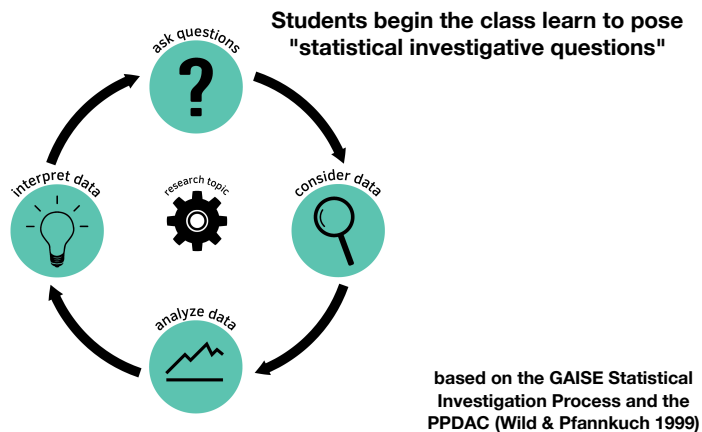 Students begin the class learn to pose
"statistical investigative questions"
ask questions
?
interpret data
research topic
consider data
analyze data
based on the GAISE Statistical
Investigation Process and the
PPDAC (Wild & Pfannkuch 1999)